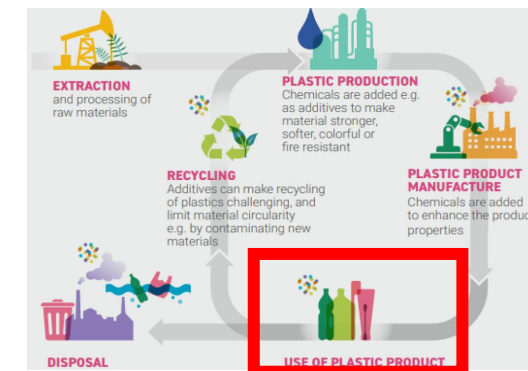 EXTRACTION
and processing of
raw materials
PLASTIC PRODUCTION
Chemicals are added e.g.
as additives to make
material stronger,
softer, colorful or
fire resistant
PLASTIC PRODUCT
MANUFACTURE
Chemicals are added
to enhance the produc
properties
RECYCLING
Additives can make recycling
of plastics challenging, and
limit material circularity
e.g. by contaminating new
materials
DISPOSAL
USE OF PLASTIC PRODUCT